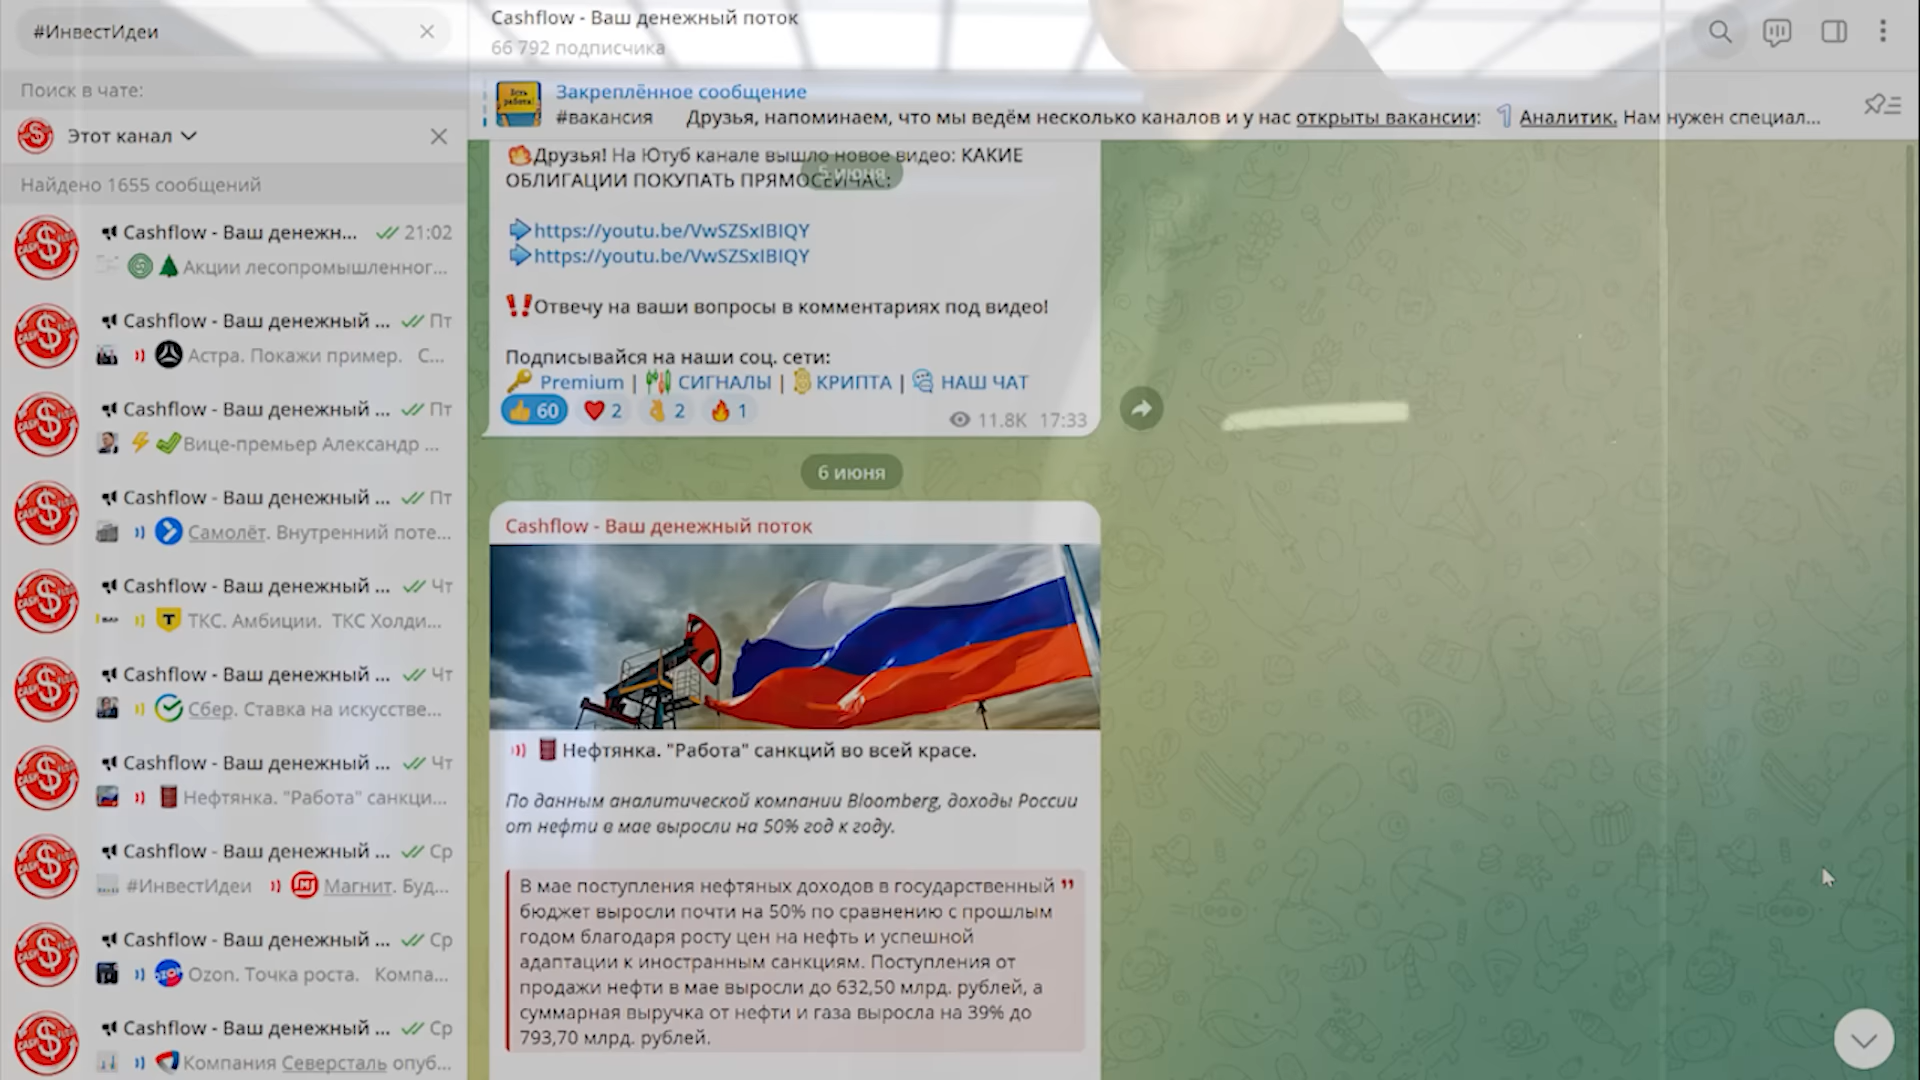 #ИнвестИдеи
Поиск в чате:
Этот канал
Найдено 1655 сообщений
Cashflow - Ваш денежн... 21:02
Акции лесопромышленног...
Cashflow - Ваш денежный ... Пт
Астра. Покажи пример. С...
Cashflow - Ваш денежный ... Пт
Вице-премьер Александр ...
Cashflow - Ваш денежный ... Пт
Самолёт. Внутренний поте...
Cashflow - Ваш денежный ... Чт
ТКС. Амбиции. ТКС Холди...
Cashflow - Ваш денежный ... Чт
Сбер. Ставка на искусстве...
Cashflow - Ваш денежный ... Чт
Нефтянка. "Работа" санкци...
Cashflow - Ваш денежный ... Ср
#ИнвестИдеи Магнит. Буд...
Cashflow - Ваш денежный ... Ср
Ozon. Точка роста. Компа...
Cashflow - Ваш денежный ... Ср
Компания Северсталь опуб...
Cashflow - Ваш денежный поток
66 792 подписчика
Закреплённое сообщение
#вакансия Друзья, напоминаем, что мы ведём несколько каналов и у нас открыты вакансии: 1 Аналитик. Нам нужен специал...
5 июня
Друзья! На Ютуб канале вышло новое видео: КАКИЕ
ОБЛИГАЦИИ ПОКУПАТЬ ПРЯМО СЕЙЧАС:
https://youtu.be/VwSZSxIBIQY
https://youtu.be/VwSZSxIBIQY
Отвечу на ваши вопросы в комментариях под видео!
Подписывайся на наши соц. сети:
Premium | СИГНАЛЫ | КРИПТА | НАШ ЧАТ
60 2 2 1 11.8K 17:33
6 июня
Cashflow - Ваш денежный поток
Нефтянка. "Работа" санкций во всей красе.
По данным аналитической компании Bloomberg, доходы России
от нефти в мае выросли на 50% год к году.
В мае поступления нефтяных доходов в государственный
бюджет выросли почти на 50% по сравнению с прошлым
годом благодаря росту цен на нефть и успешной
адаптации к иностранным санкциям. Поступления от
продажи нефти в мае выросли до 632,50 млрд. рублей, а
суммарная выручка от нефти и газа выросла на 39% до
793,70 млрд. рублей.